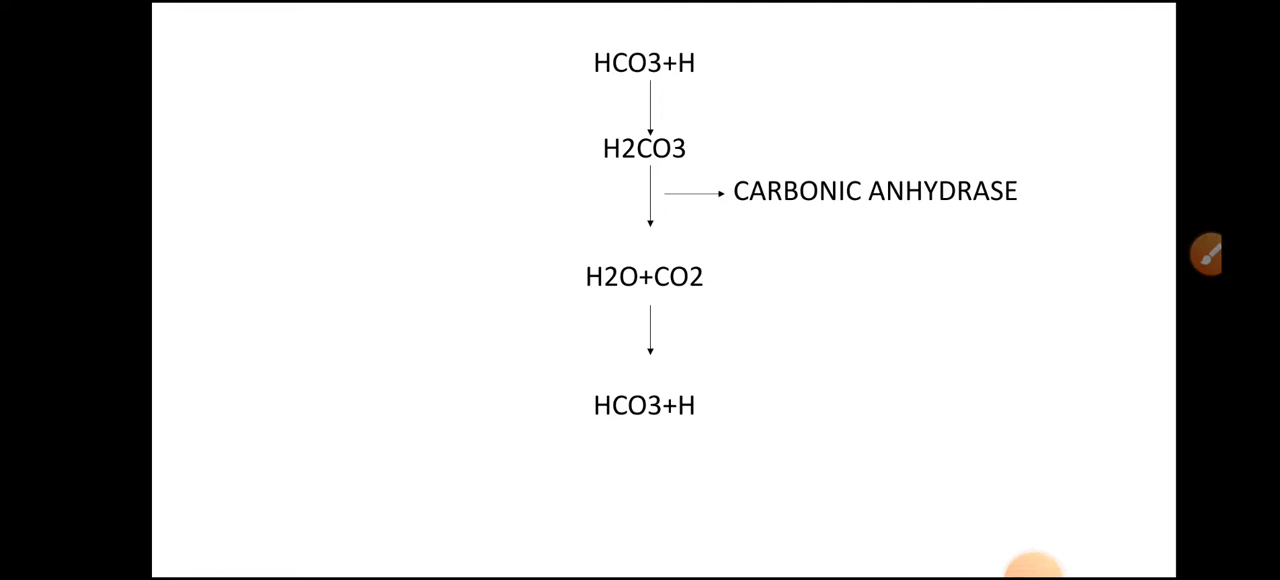 HCO3+H
H2CO3
CARBONIC ANHYDRASE
H2O+CO2
HCO3+H